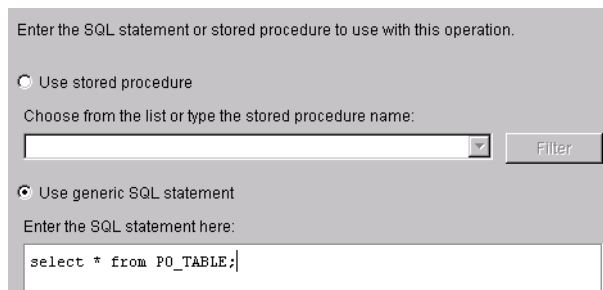 Enter the SQL statement or stored procedure to use with this operation.
Use stored procedure
Choose from the list or type the stored procedure name:
Filter
Use generic SQL statement
Enter the SQL statement here:
select * from PO_TABLE;